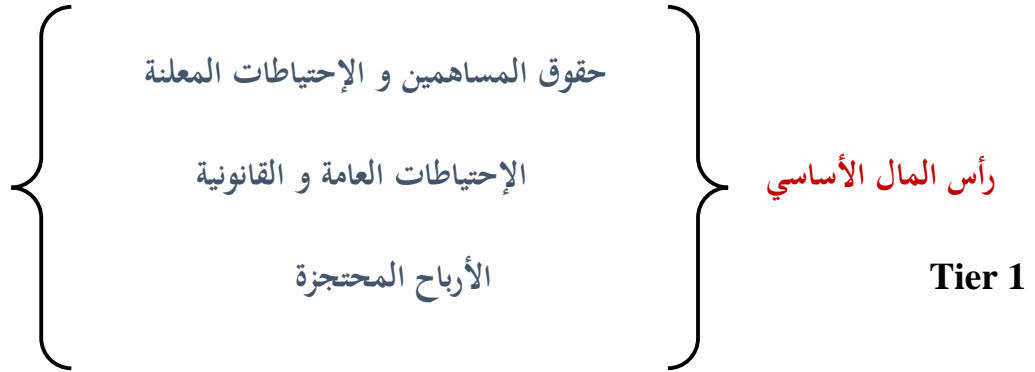 حقوق المساهمين و الإحتياطات المعلنة
رأس المال الأساسي
الإحتياطات العامة و القانونية
Tier 1
الأرباح المحتجزة